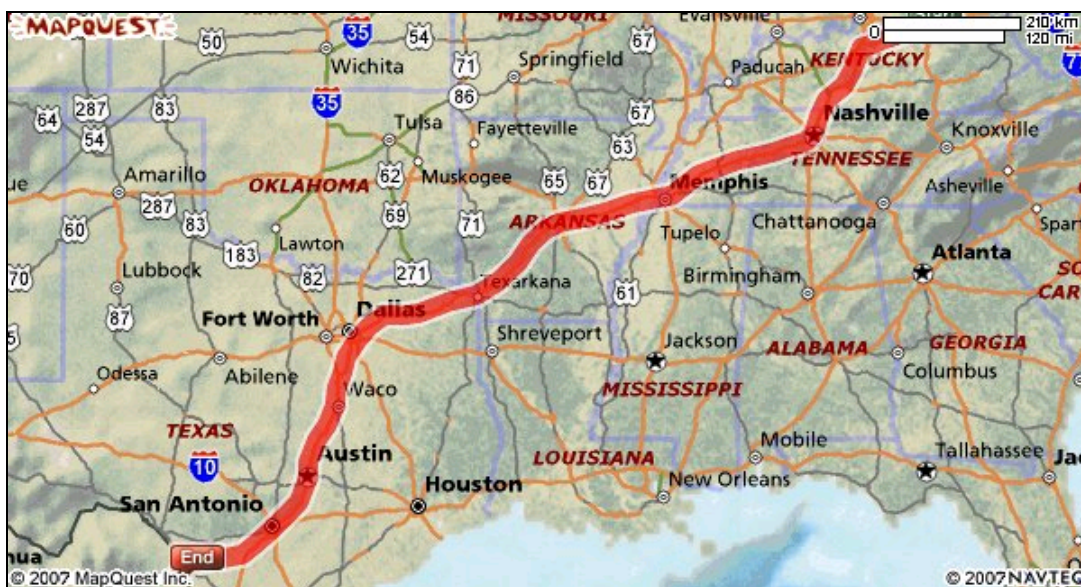 MAPQUEST
MISSOURI
Evansville
210 km
120 mi
0
35
54
50
54
67
KENTUCKY
77
Wichita
71
Springfield
Paducah
287
83
35
86
67
64
54
Tulsa
Fayetteville
63
Nashville
Knoxville
Amarillo
OKLAHOMA
62
Muskogee
65
67
Memphis
TENNESSEE
Asheville
287
83
69
71
ARKANSAS
Chattanooga
60
183
Lawton
Tupelo
Atlanta
70
Lubbock
82
271
Texarkana
61
Birmingham
87
Fort Worth
Dallas
Shreveport
Jackson
ALABAMA
GEORGIA
Odessa
Abilene
Waco
MISSISSIPPI
Columbus
TEXAS
10
Austin
LOUISIANA
Mobile
Tallahassee
San Antonio
Houston
New Orleans
End
© 2007 MapQuest Inc.
© 2007 NAVTEQ